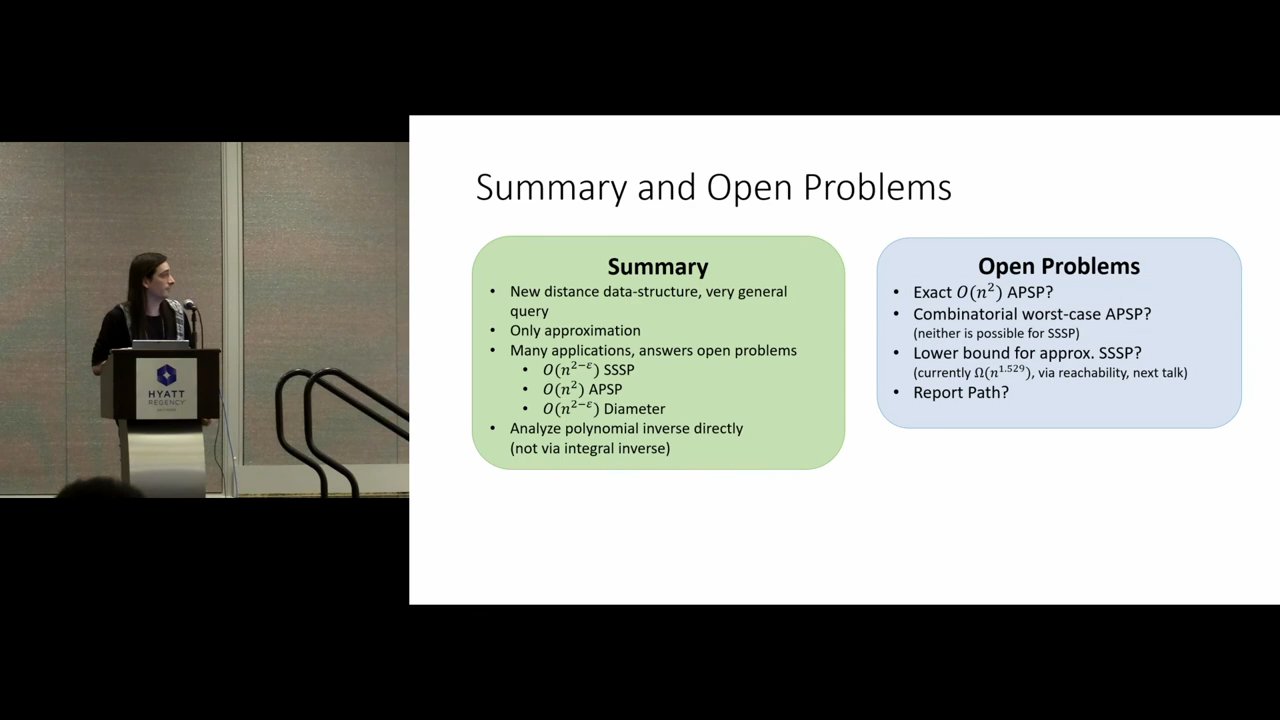 Summary and Open Problems
Summary
• New distance data-structure, very general
query
• Only approximation
• Many applications, answers open problems
• O(n^{2−ε}) SSSP
• O(n^2) APSP
• O(n^{2−ε}) Diameter
• Analyze polynomial inverse directly
(not via integral inverse)
Open Problems
• Exact O(n^2) APSP?
• Combinatorial worst-case APSP?
(neither is possible for SSSP)
• Lower bound for approx. SSSP?
(currently Ω(n^{1.529}), via reachability, next talk)
• Report Path?
HYATT
REGENCY